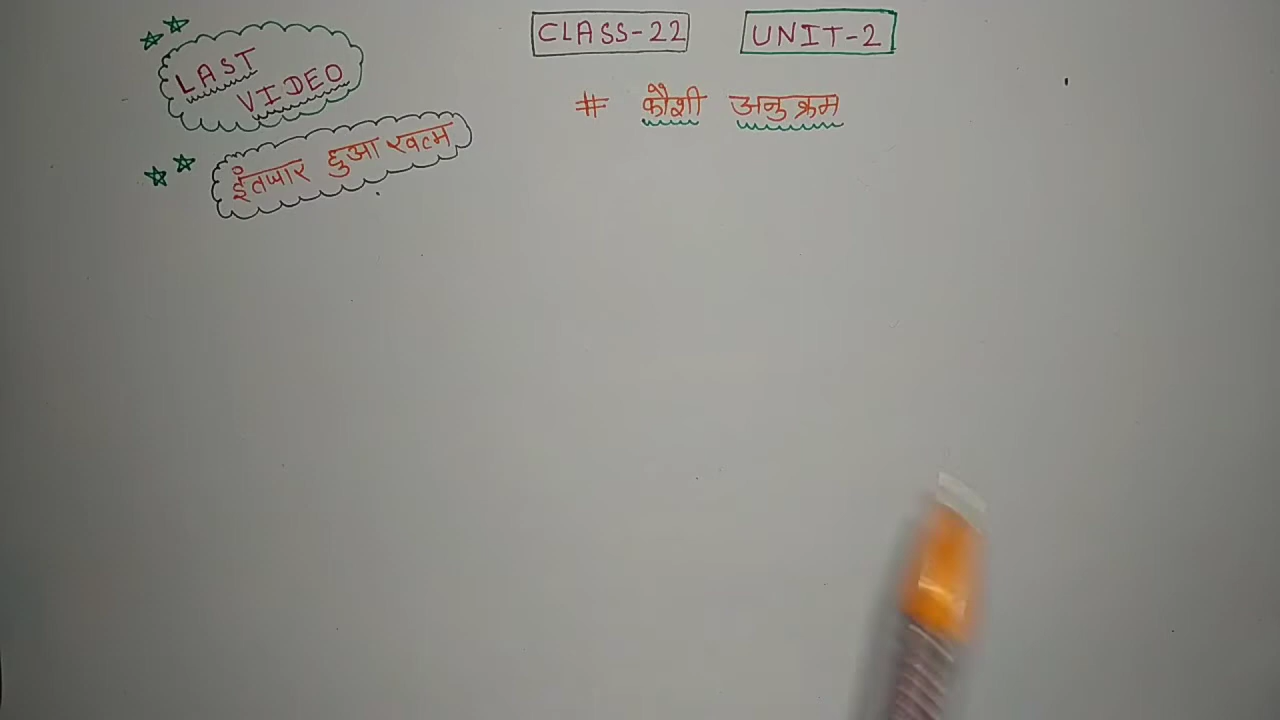 CLASS-22 UNIT-2
LAST
VIDEO
# कौशी अनुक्रम
इंतजार हुआ खत्म